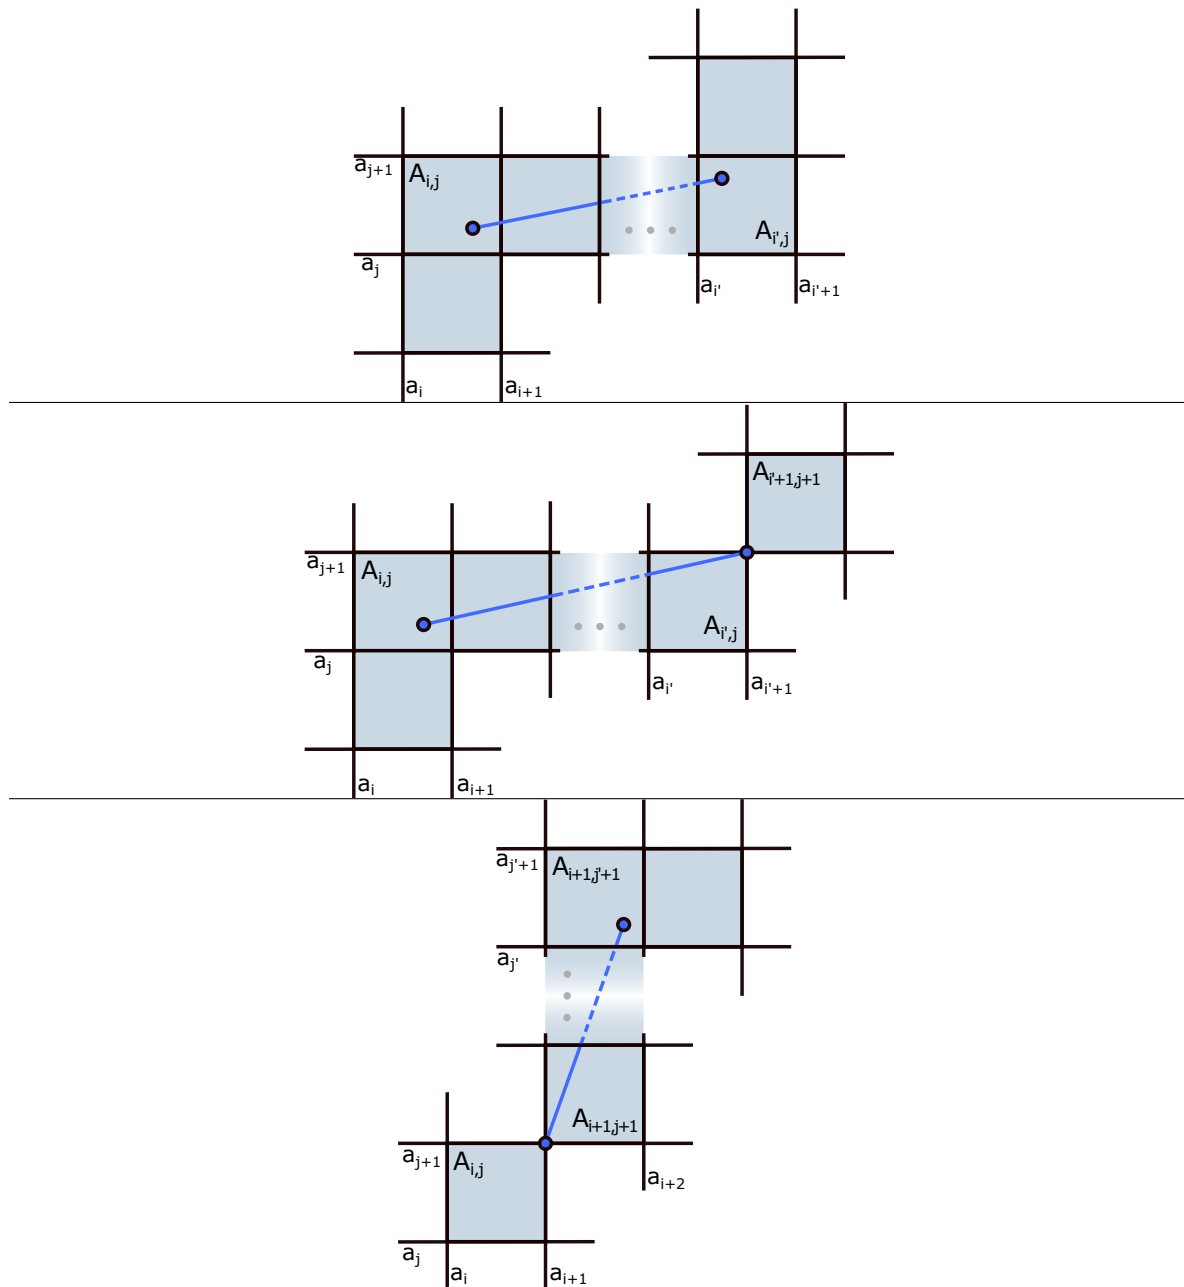 a_{j+1}
A_{i,j}
A_{i',j}
a_j
a_{i'}
a_{i'+1}
a_i
a_{i+1}
A_{i'+1,j+1}
a_{j+1}
A_{i,j}
A_{i',j}
a_j
a_{i'}
a_{i'+1}
a_i
a_{i+1}
a_{j'+1}
A_{i+1,j'+1}
a_{j'}
A_{i+1,j+1}
a_{j+1}
A_{i,j}
a_{i+2}
a_j
a_i
a_{i+1}